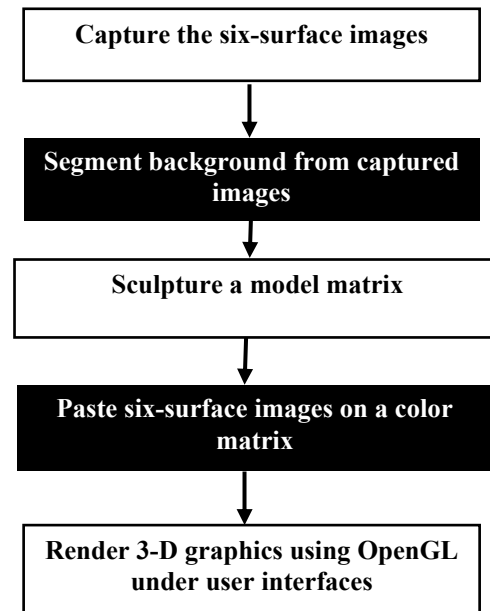 Capture the six-surface images
Segment background from captured
images
Sculpture a model matrix
Paste six-surface images on a color
matrix
Render 3-D graphics using OpenGL
under user interfaces